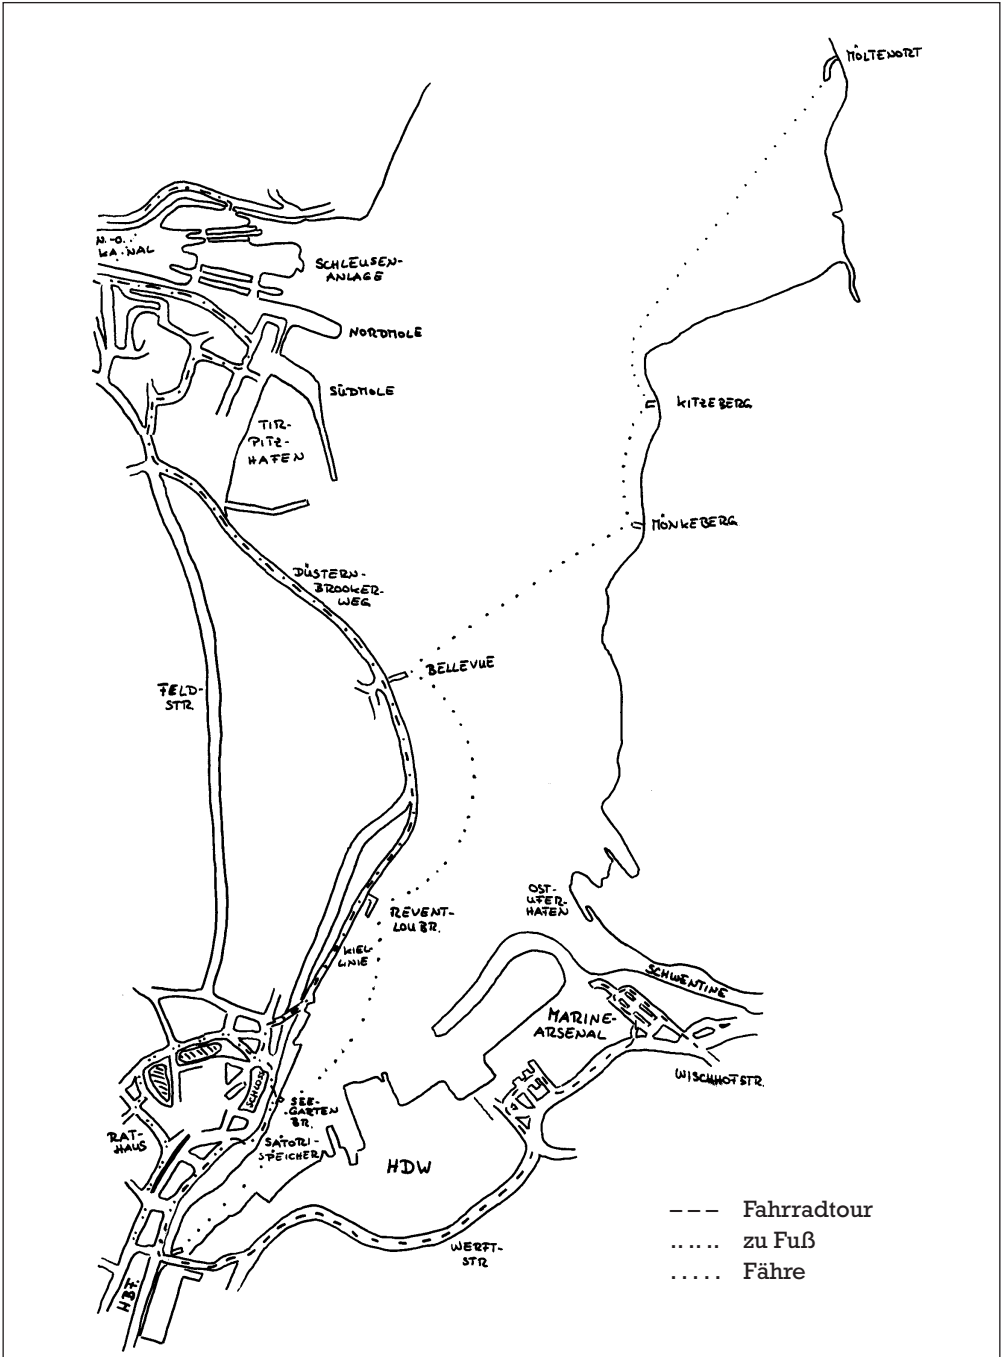 MÖLTENORT
N.-O.
KANAL
SCHLEUSEN-
ANLAGE
NORDMOLE
SÜDMOLE
KITZEBERG
TIR-
PITZ-
HAFEN
MÖNKEBERG
DÜSTERN-
BROOKER-
WEG
BELLEVUE
FELD-
STR.
OST-
UFER-
HAFEN
REVENT-
LOU BR.
KIEL-
LINIE
SCHWENTINE
MARINE-
ARSENAL
WISCHHOFSTR.
SCHLOSS
SEE-
GARTEN
BR.
RAT-
HAUS
SATORI-
SPEICHER
HDW
WERFT-
STR
HBF.
--- Fahrradtour
.. .. .. zu Fuß
..... Fähre